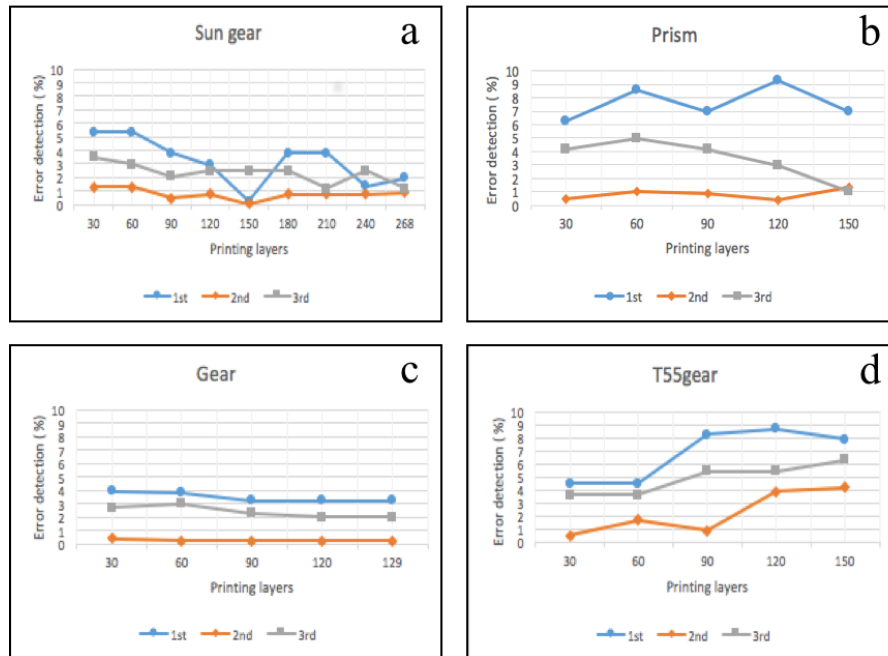 Sun gear
a
Error detection ( %)
10
9
8
7
6
5
4
3
2
1
0
30 60 90 120 150 180 210 240 268
Printing layers
1st 2nd 3rd
Prism
b
Error detection ( %)
10
9
8
7
6
5
4
3
2
1
0
30 60 90 120 150
Printing layers
1st 2nd 3rd
Gear
c
Error detection ( %)
10
9
8
7
6
5
4
3
2
1
0
30 60 90 120 129
Printing layers
1st 2nd 3rd
T55gear
d
Error detection ( %)
10
9
8
7
6
5
4
3
2
1
0
30 60 90 120 150
Printing layers
1st 2nd 3rd